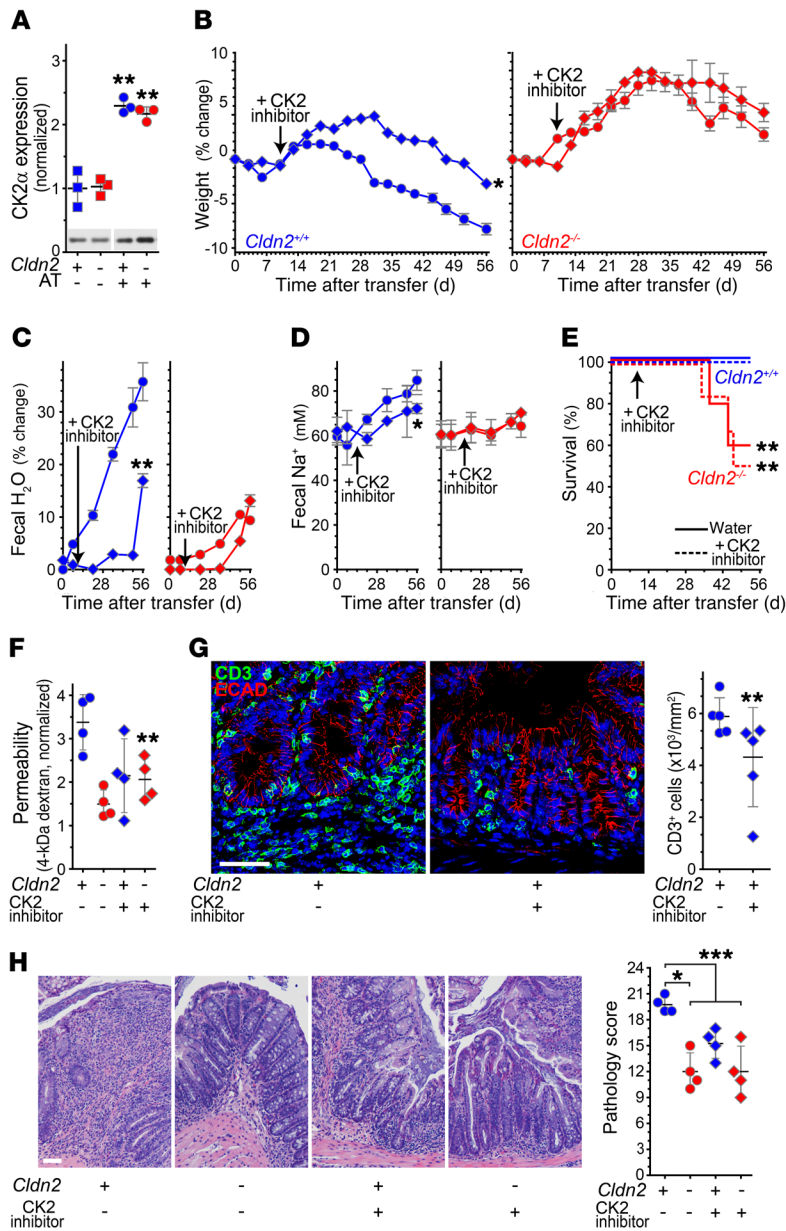 A
CK2α expression
(normalized)
3
2
1
0
**
**
Cldn2 + - + -
AT - - + +
B
Weight (% change)
10
5
0
-5
-10
+ CK2
inhibitor
*
Cldn2+/+
0 7 14 21 28 35 42 49 56
Time after transfer (d)
+ CK2
inhibitor
Cldn2-/-
0 7 14 21 28 35 42 49 56
Time after transfer (d)
C
Fecal H2O (% change)
30
20
10
0
+ CK2
inhibitor
**
+ CK2
inhibitor
0 14 28 42 56
0 14 28 42 56
Time after transfer (d)
D
Fecal Na+ (mM)
80
60
40
20
0
+ CK2
inhibitor
*
+ CK2
inhibitor
0 14 28 42 56
0 14 28 42 56
Time after transfer (d)
E
Survival (%)
100
80
60
40
20
0
Cldn2+/+
+ CK2
inhibitor
**
**
Cldn2-/-
Water
+ CK2
inhibitor
0 14 28 42 56
Time after transfer (d)
F
Permeability
(4-kDa dextran, normalized)
4
3
2
1
0
**
Cldn2 + - + -
CK2
inhibitor - - + +
G
CD3
ECAD
Cldn2 + +
CK2
inhibitor - +
CD3+ cells (x10³/mm²)
6
4
2
0
**
Cldn2 + +
CK2
inhibitor - +
H
Cldn2 + - + -
CK2
inhibitor - - + +
Pathology score
24
21
18
15
12
9
6
3
0
*
***
Cldn2 + - + -
CK2
inhibitor - - + +